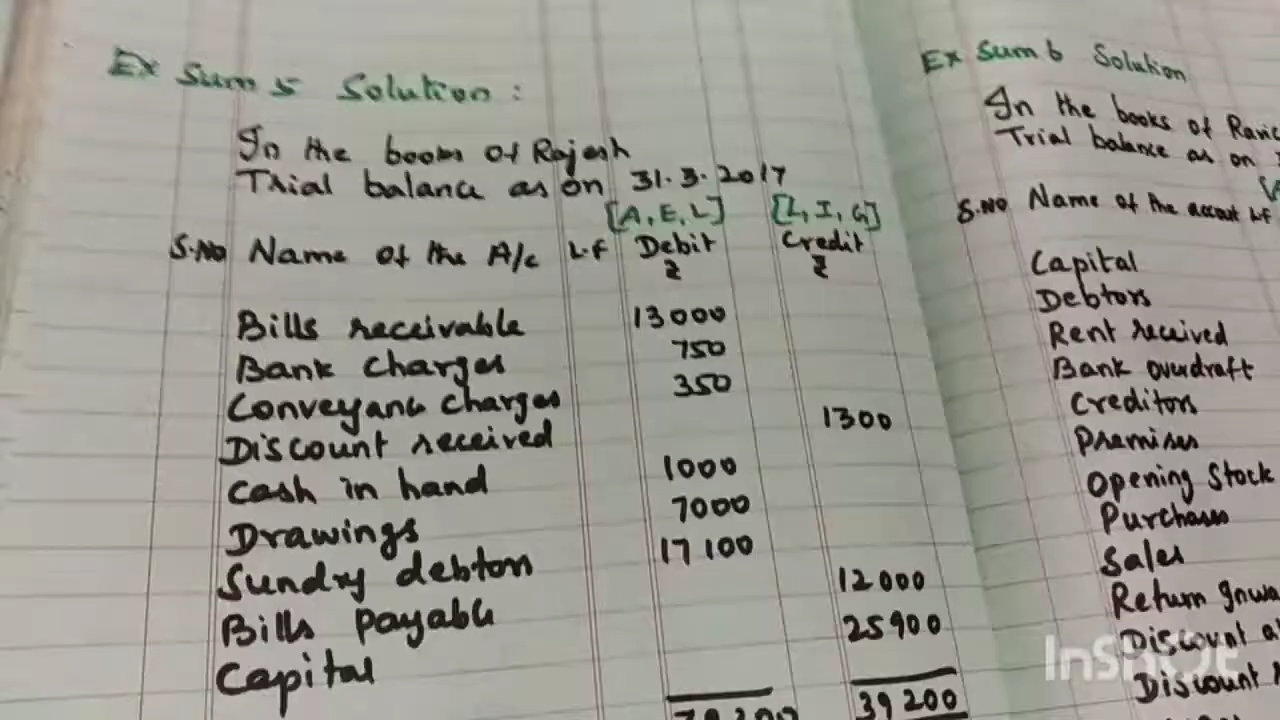 Ex Sum 5 Solution :
In the books of Rajesh
Trial balance as on 31.3.2017
[A, E, L] [L, I, G]
S.No Name of the A/c L.F Debit ₹ Credit ₹
Bills receivable 13000
Bank charges 750
Conveyance charges 350
Discount received 1300
Cash in hand 1000
Drawings 7000
Sundry debtors 17100
Bills payable 12000
Capital 25900
39200 39200
Ex Sum 6 Solution
In the books of
Trial balance as on
S.No Name of the account L.F
Capital
Debtors
Rent received
Bank overdraft
Creditors
Premises
Opening Stock
Purchases
Sales
Return
Discount
Discount
InShot